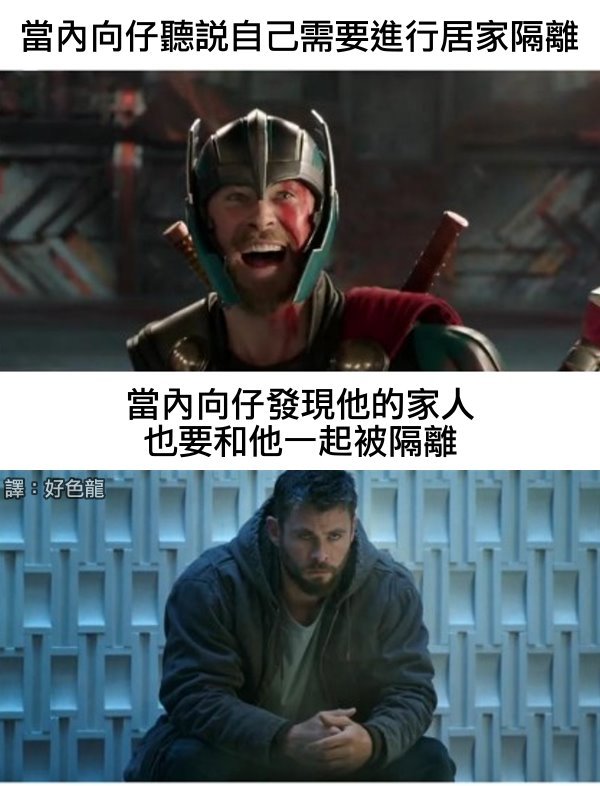 當內向仔聽説自己需要進行居家隔離
當內向仔發現他的家人
也要和他一起被隔離
譯：好色龍